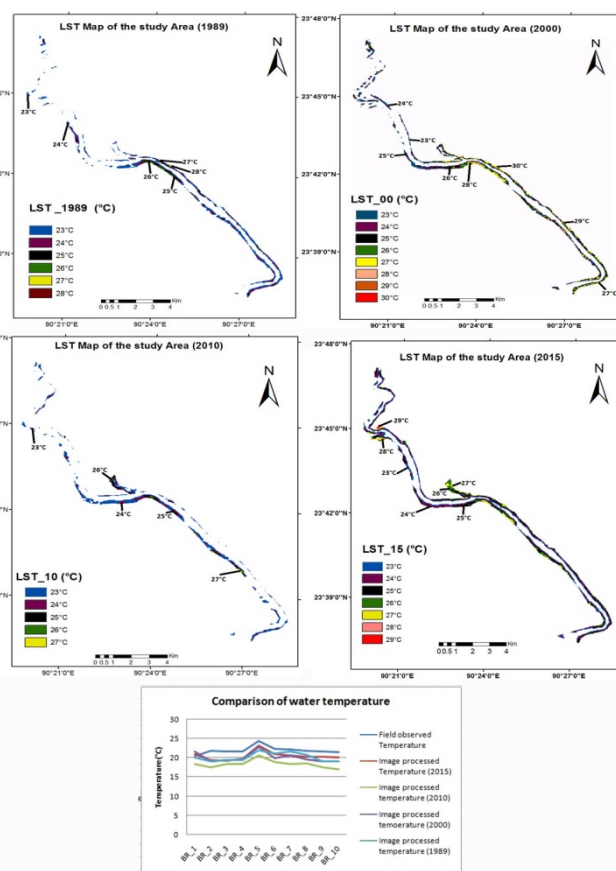 LST Map of the study Area (1989)
N
23°C
24°C
27°C
28°C
26°C
25°C
LST _1989 (°C)
23°C
24°C
25°C
26°C
27°C
28°C
0 0.5 1 2 3 4 Km
90°21'0"E 90°24'0"E 90°27'0"E
23°48'0"N
LST Map of the study Area (2000)
N
23°45'0"N
24°C
23°C
25°C
30°C
26°C
28°C
23°42'0"N
29°C
LST_00 (°C)
23°C
24°C
25°C
26°C
27°C
28°C
29°C
30°C
23°39'0"N
27°C
0 0.5 1 2 3 4 Km
90°21'0"E 90°24'0"E 90°27'0"E
LST Map of the study Area (2010)
N
23°C
26°C
24°C
25°C
27°C
LST_10 (°C)
23°C
24°C
25°C
26°C
27°C
0 0.5 1 2 3 4 Km
90°21'0"E 90°24'0"E 90°27'0"E
23°48'0"N
LST Map of the study Area (2015)
N
29°C
23°45'0"N
28°C
23°C
27°C
26°C
24°C
25°C
23°42'0"N
LST_15 (°C)
23°C
24°C
25°C
26°C
27°C
28°C
29°C
23°39'0"N
0 0.5 1 2 3 4 Km
90°21'0"E 90°24'0"E 90°27'0"E
Comparison of water temperature
Temperature(°C)
30
25
20
15
10
5
0
BR_1 BR_2 BR_3 BR_4 BR_5 BR_6 BR_7 BR_8 BR_9 BR_10
Field observed
Temperature
Image processed
Temperature (2015)
Image processed
temperature (2010)
Image processed
temoerature (2000)
Image processed
temperature (1989)